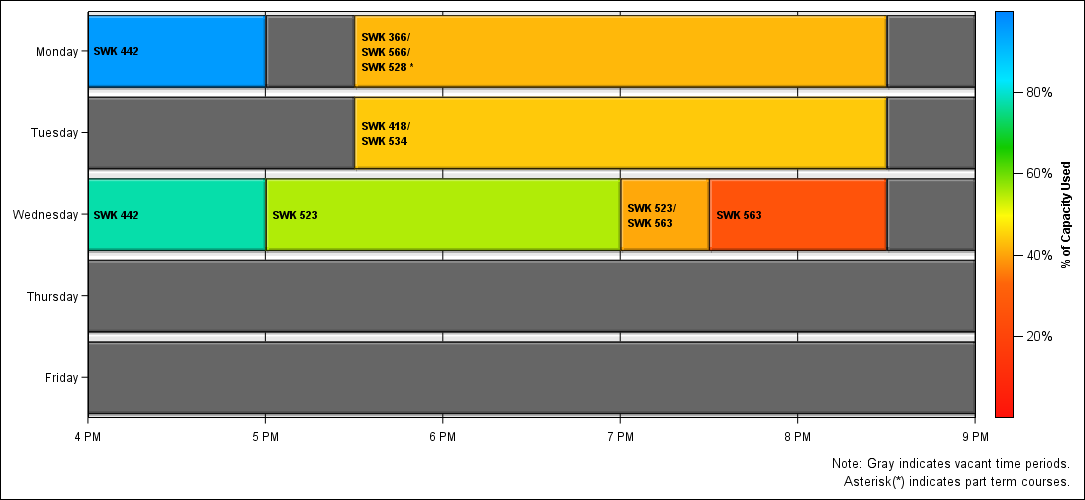 Monday
SWK 442
SWK 366/
SWK 566/
SWK 528 *
Tuesday
SWK 418/
SWK 534
Wednesday
SWK 442
SWK 523
SWK 523/
SWK 563
SWK 563
Thursday
Friday
4 PM
5 PM
6 PM
7 PM
8 PM
9 PM
80%
60%
40%
20%
% of Capacity Used
Note: Gray indicates vacant time periods.
Asterisk(*) indicates part term courses.